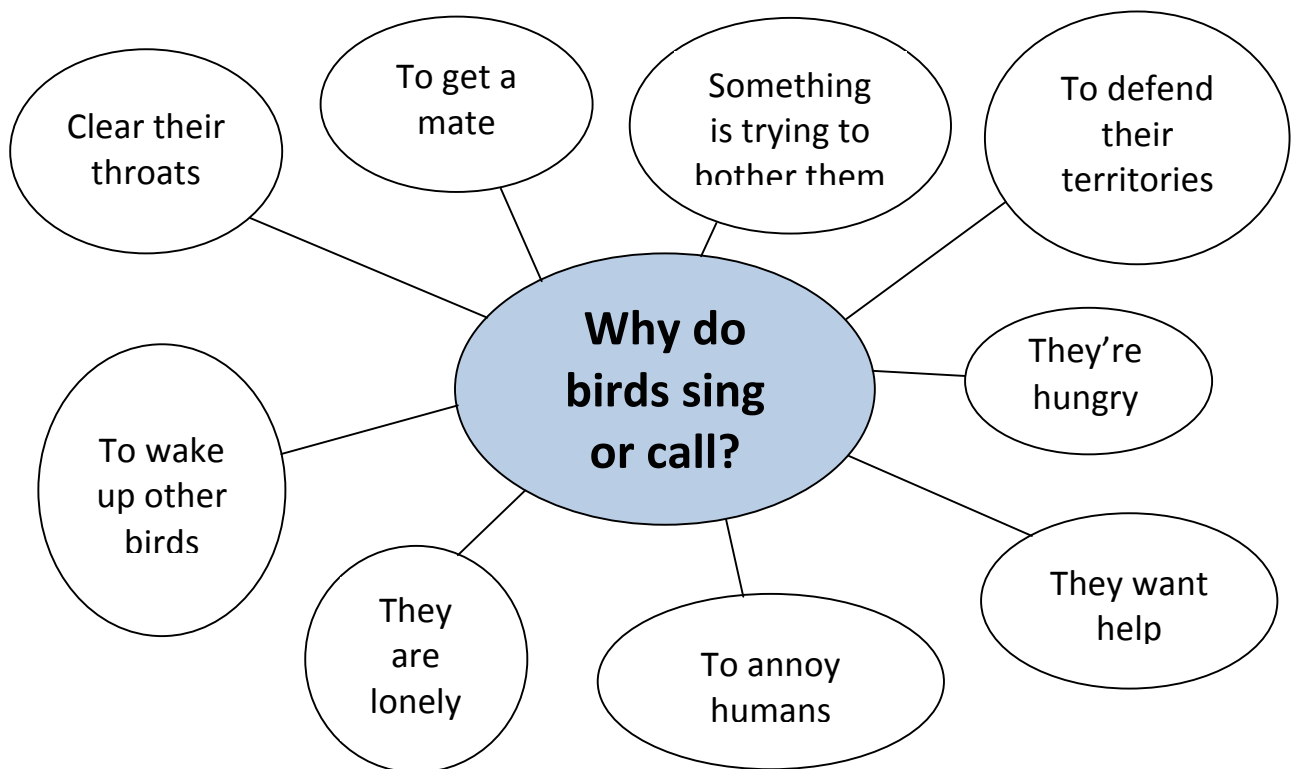 Clear their
throats
To get a
mate
Something
is trying to
bother them
To defend
their
territories
Why do
birds sing
or call?
They’re
hungry
To wake
up other
birds
They
are
lonely
To annoy
humans
They want
help